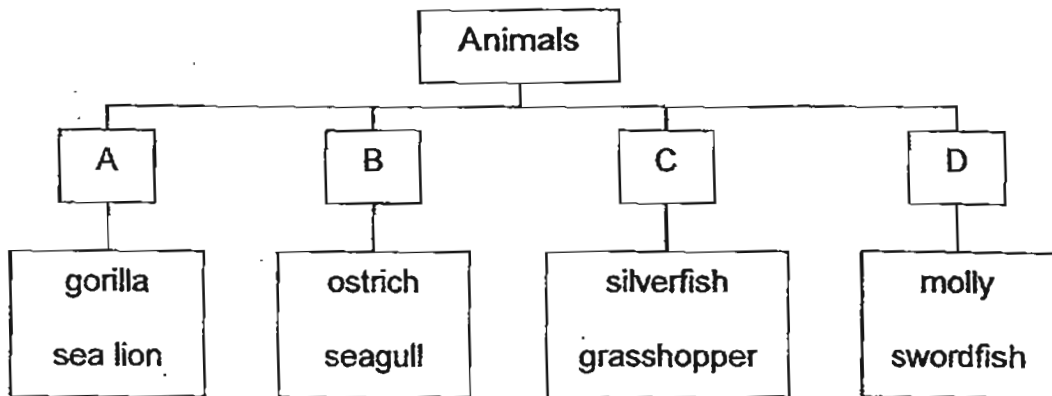 Animals
A
B
C
D
gorilla
sea lion
ostrich
seagull
silverfish
grasshopper
molly
swordfish